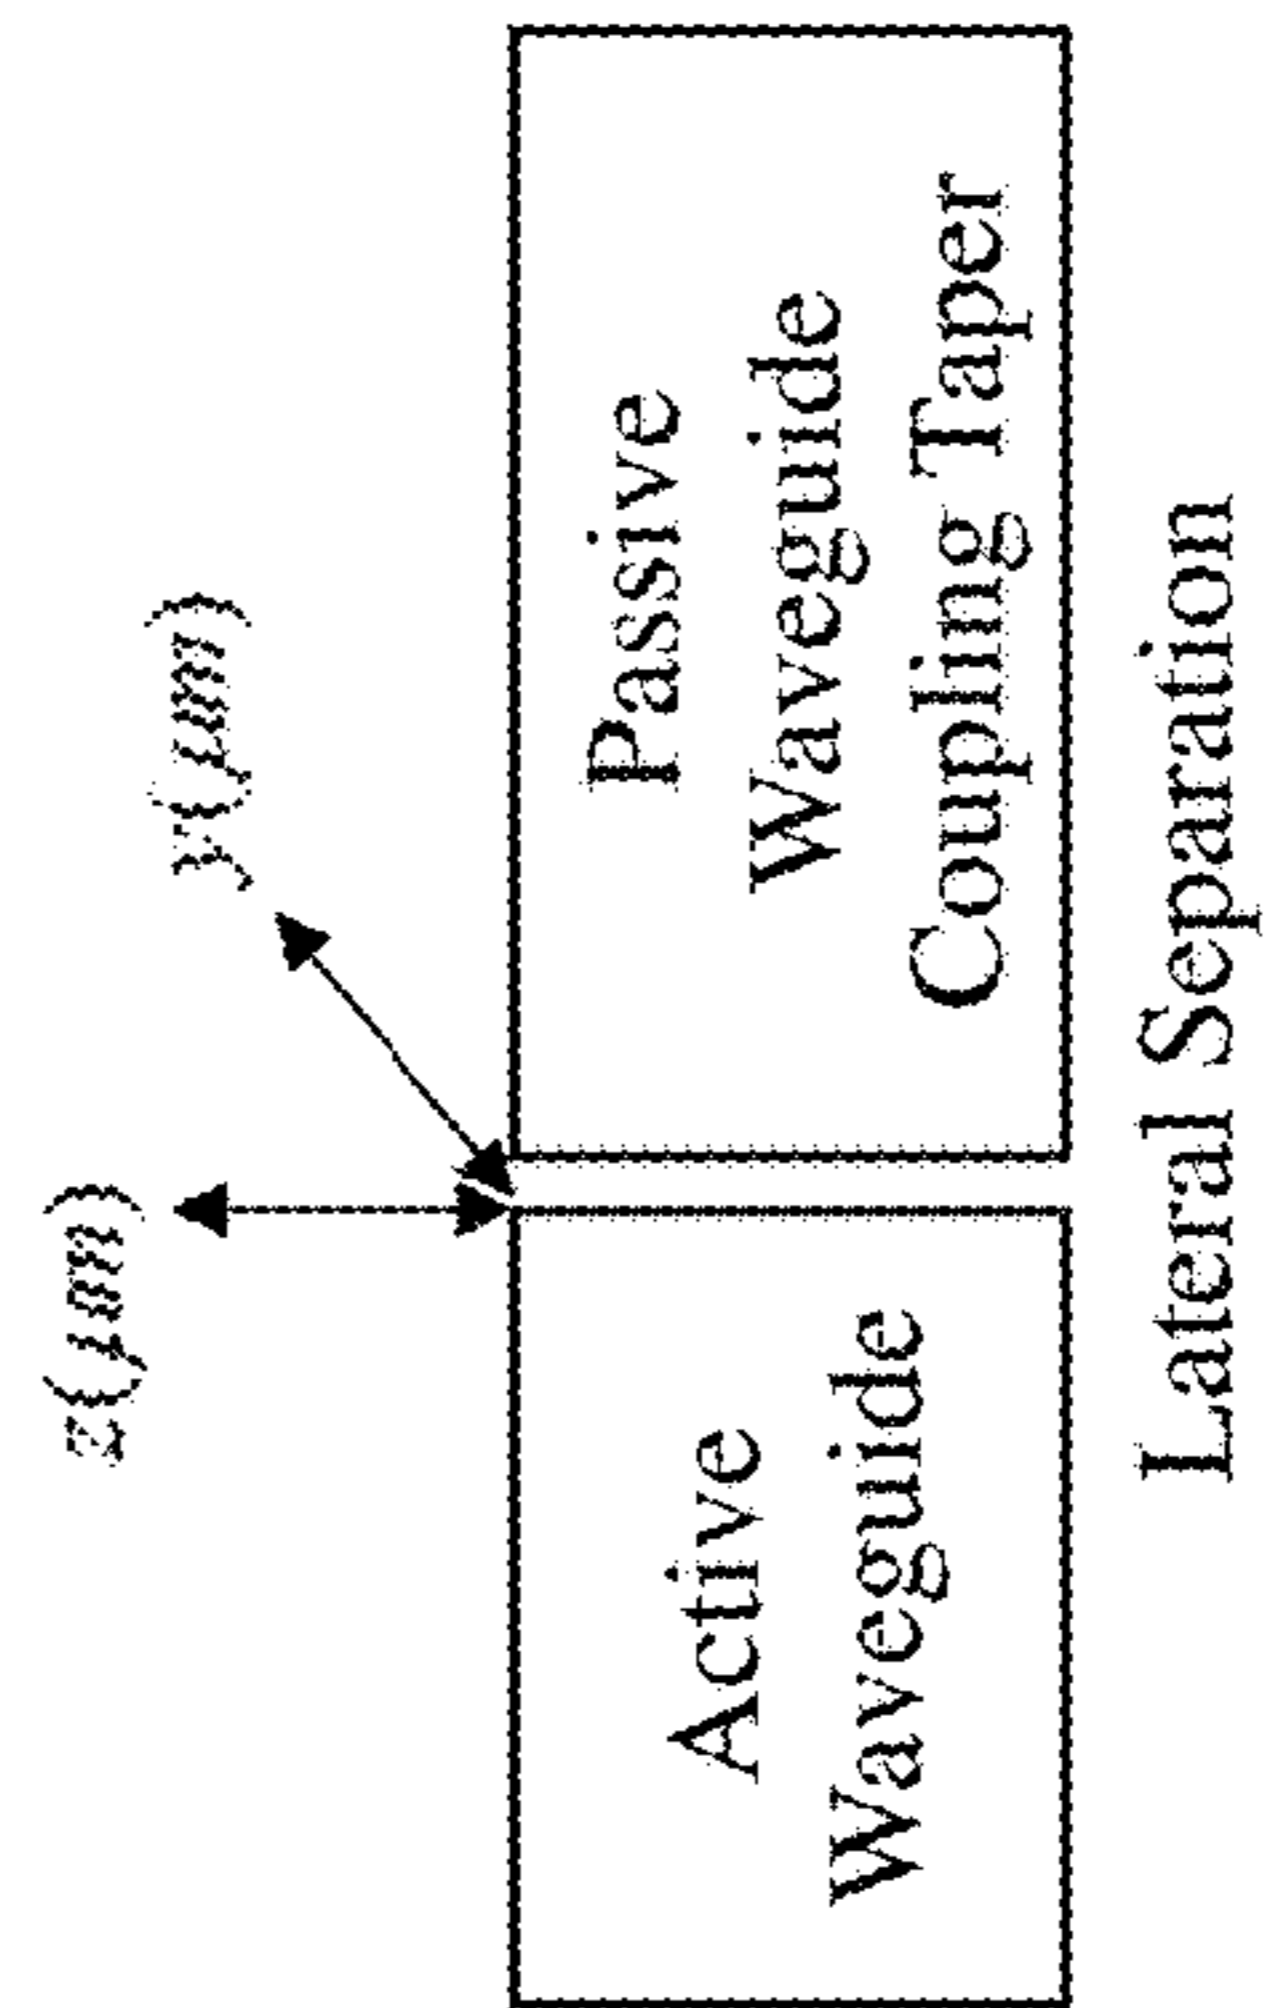 z(μm)
y(μm)
Active
Waveguide
Passive
Waveguide
Coupling Taper
Lateral Separation